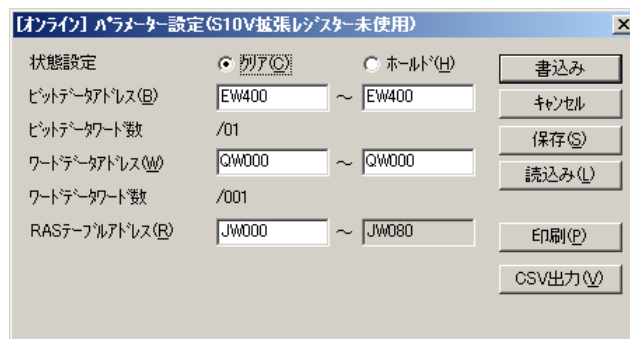 [オンライン] パラメーター設定(S10V拡張レジスター未使用)
状態設定 クリア(C) ホールド(H) 書込み
ビットデータアドレス(B) EW400 ～ EW400 キャンセル
ビットデータワード数 /01 保存(S)
ワードデータアドレス(W) QW000 ～ QW000 読込み(L)
ワードデータワード数 /001
RASテーブルアドレス(R) JW000 ～ JW080 印刷(P)
CSV出力(V)